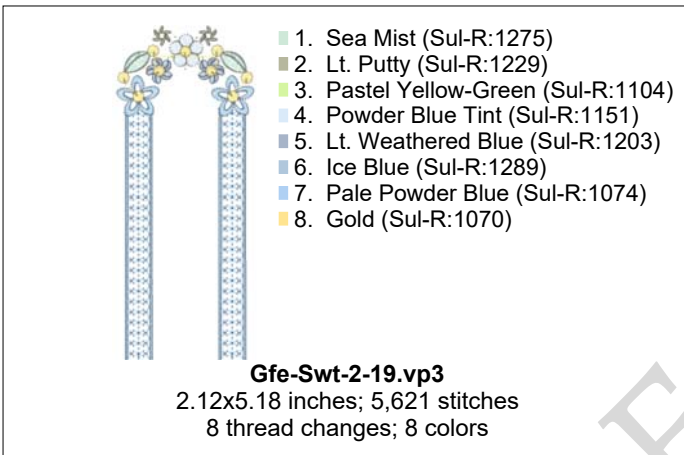 1. Sea Mist (Sul-R:1275)
2. Lt. Putty (Sul-R:1229)
3. Pastel Yellow-Green (Sul-R:1104)
4. Powder Blue Tint (Sul-R:1151)
5. Lt. Weathered Blue (Sul-R:1203)
6. Ice Blue (Sul-R:1289)
7. Pale Powder Blue (Sul-R:1074)
8. Gold (Sul-R:1070)
Gfe-Swt-2-19.vp3
2.12x5.18 inches; 5,621 stitches
8 thread changes; 8 colors